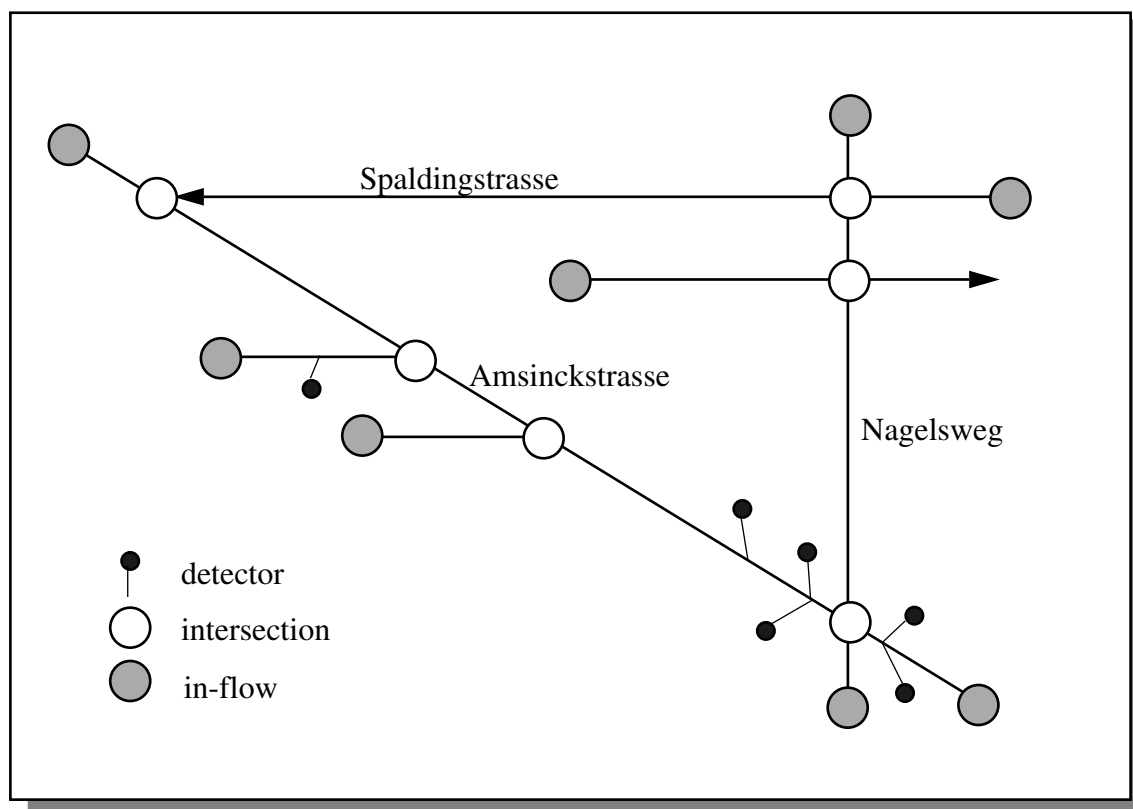 Spaldingstrasse
Amsinckstrasse
Nagelsweg
detector
intersection
in-flow